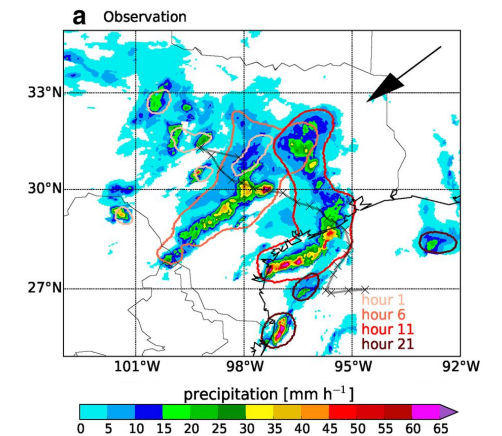 a Observation
33°N
30°N
27°N
hour 1
hour 6
hour 11
hour 21
101°W 98°W 95°W 92°W
precipitation [mm h⁻¹]
0 5 10 15 20 25 30 40 45 50 55 60 65